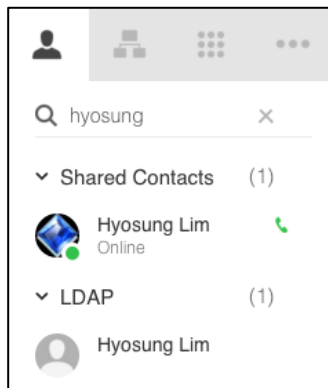 hyosung
Shared Contacts (1)
Hyosung Lim
Online
LDAP (1)
Hyosung Lim